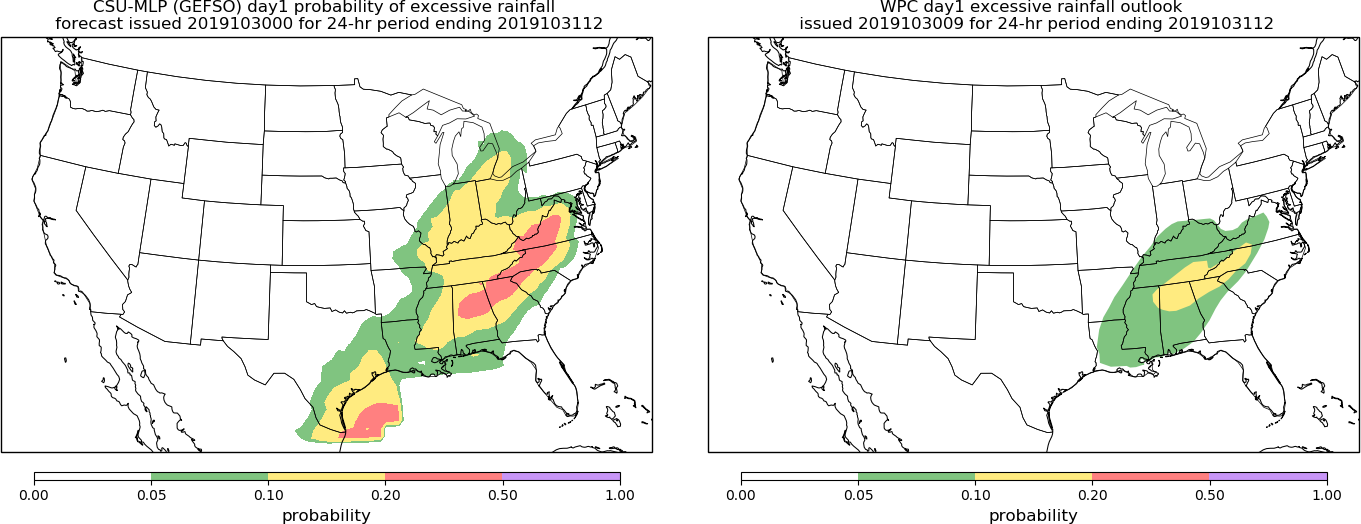 CSU-MLP (GEFSO) day1 probability of excessive rainfall
forecast issued 2019103000 for 24-hr period ending 2019103112
0.00 0.05 0.10 0.20 0.50 1.00
probability
WPC day1 excessive rainfall outlook
issued 2019103009 for 24-hr period ending 2019103112
0.00 0.05 0.10 0.20 0.50 1.00
probability